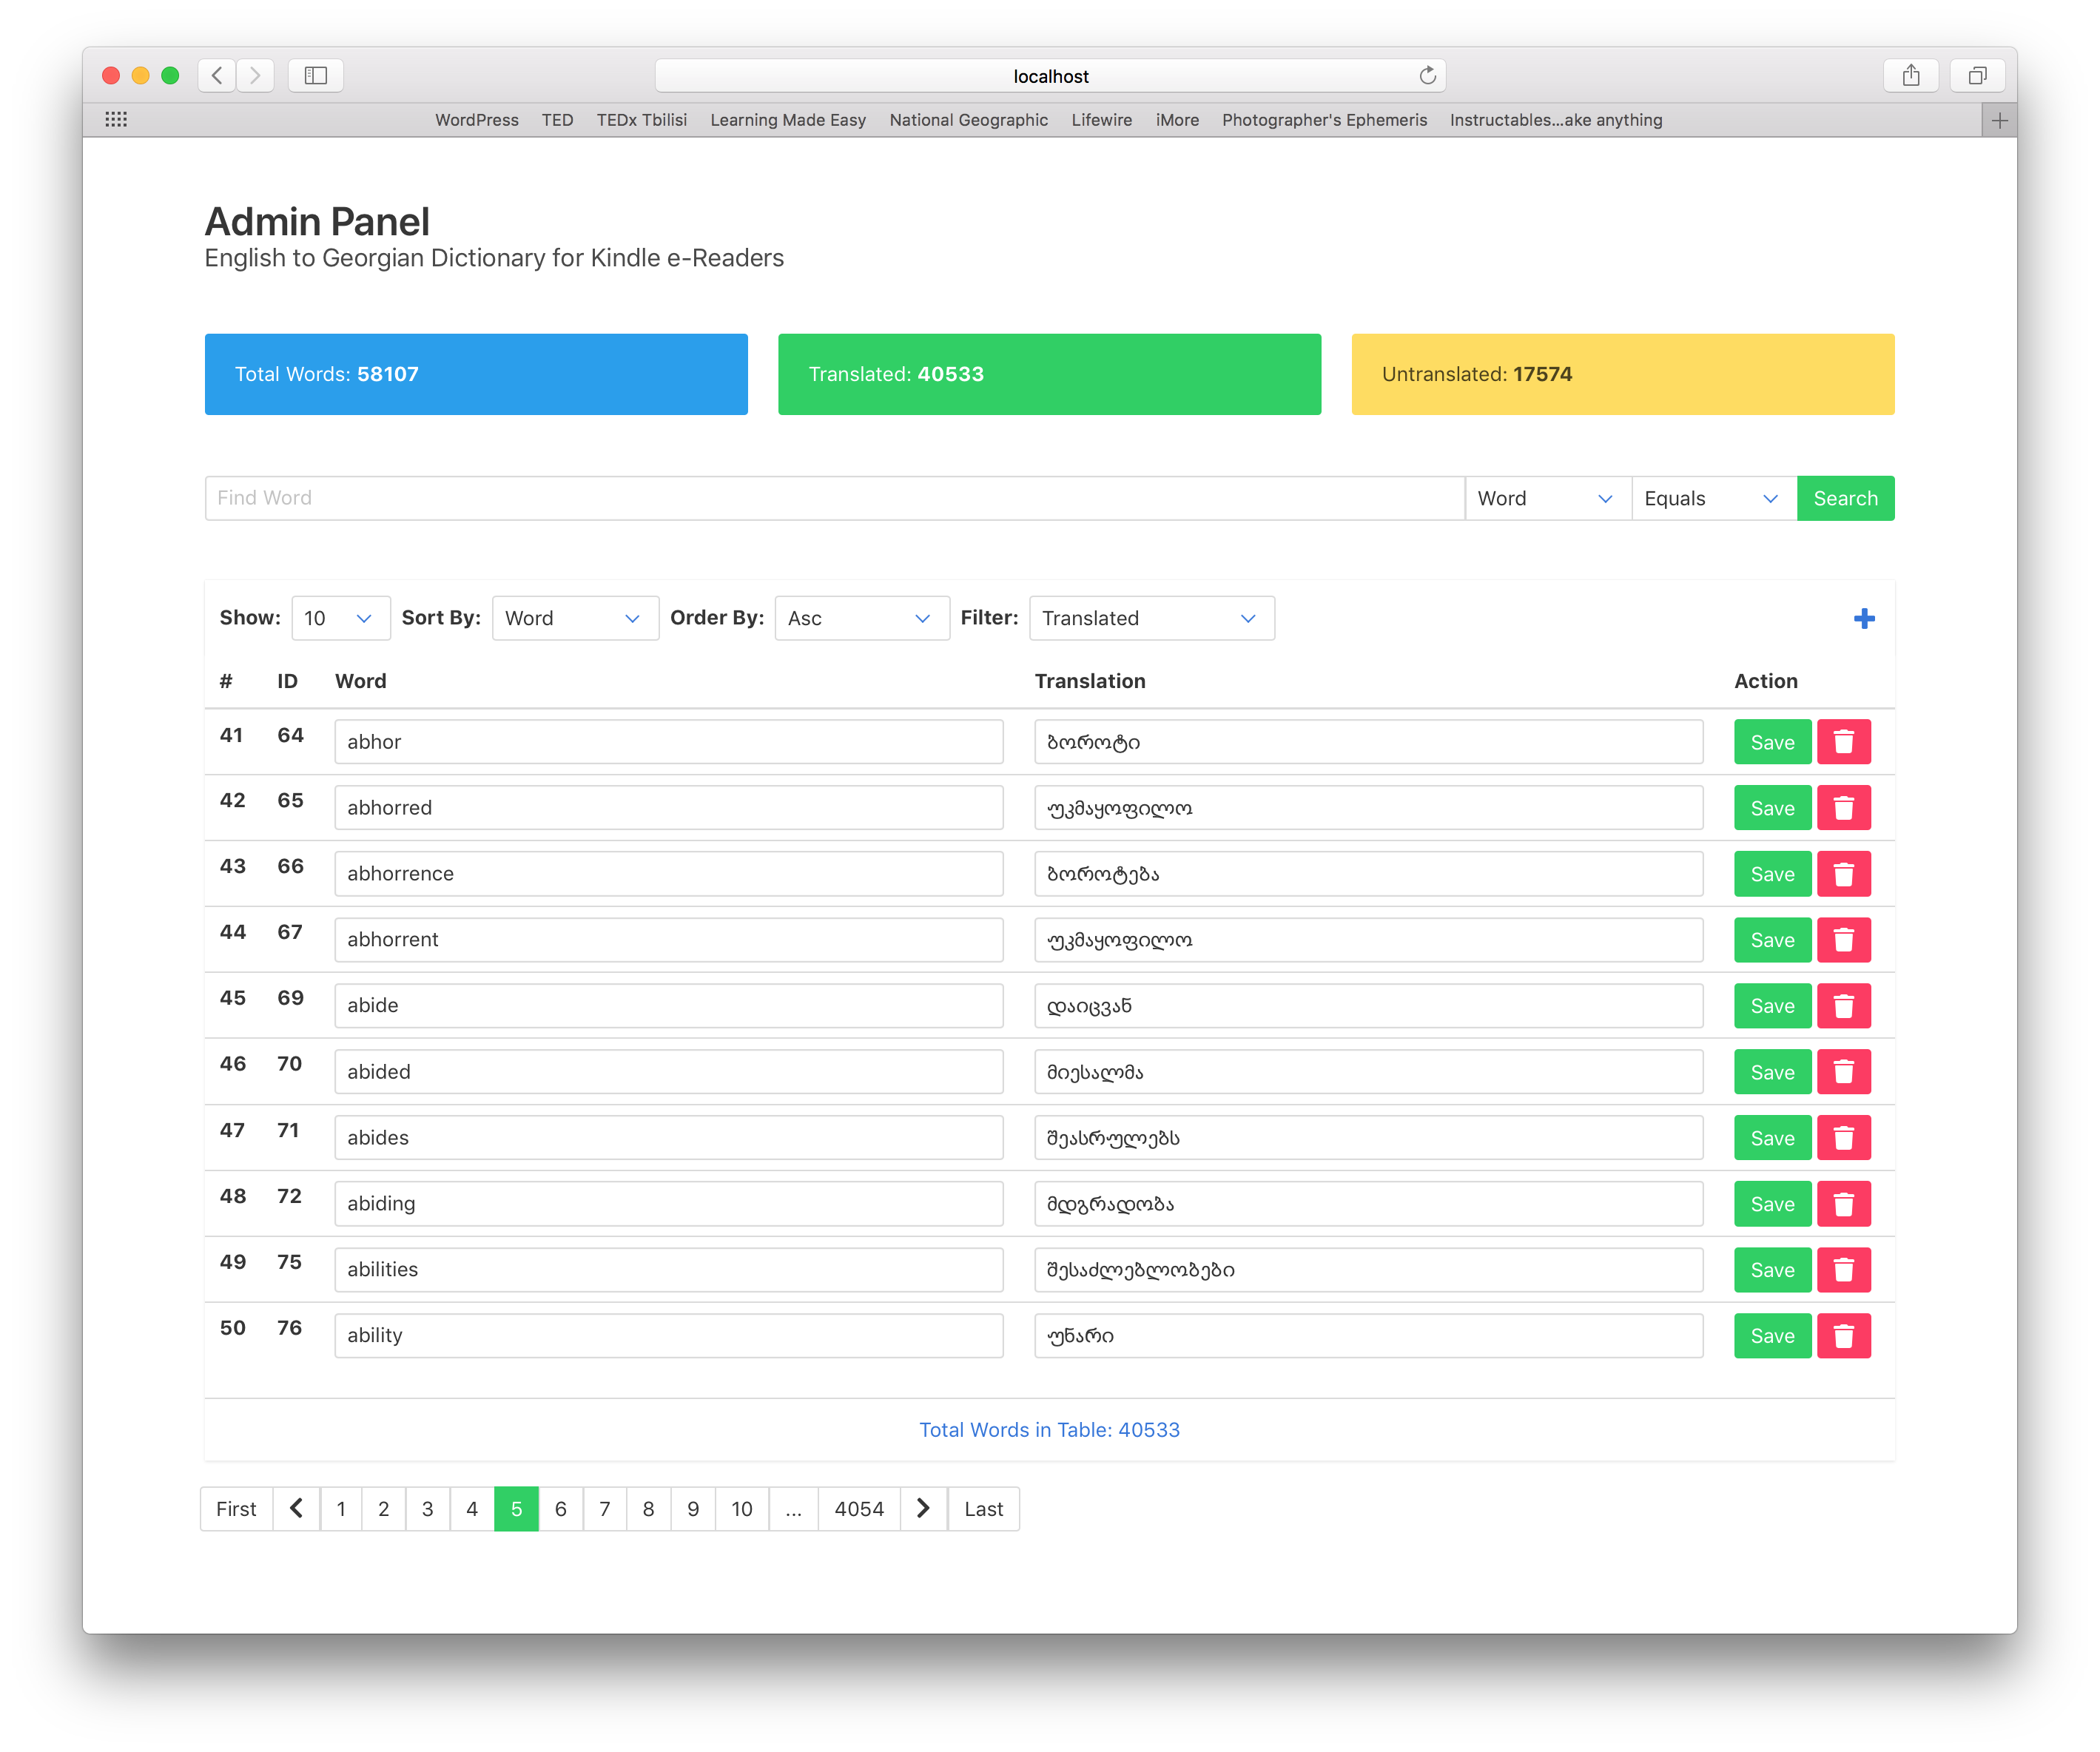 localhost
WordPress TED TEDx Tbilisi Learning Made Easy National Geographic Lifewire iMore Photographer's Ephemeris Instructables...ake anything
Admin Panel
English to Georgian Dictionary for Kindle e-Readers
Total Words: 58107 Translated: 40533 Untranslated: 17574
Find Word Word Equals Search
Show: 10 Sort By: Word Order By: Asc Filter: Translated
# ID Word Translation Action
41 64 abhor ბოროტი Save
42 65 abhorred უკმაყოფილო Save
43 66 abhorrence ბოროტება Save
44 67 abhorrent უკმაყოფილო Save
45 69 abide დაიცვან Save
46 70 abided მიესალმა Save
47 71 abides შეასრულებს Save
48 72 abiding მდგრადობა Save
49 75 abilities შესაძლებლობები Save
50 76 ability უნარი Save
Total Words in Table: 40533
First 1 2 3 4 5 6 7 8 9 10 ... 4054 Last